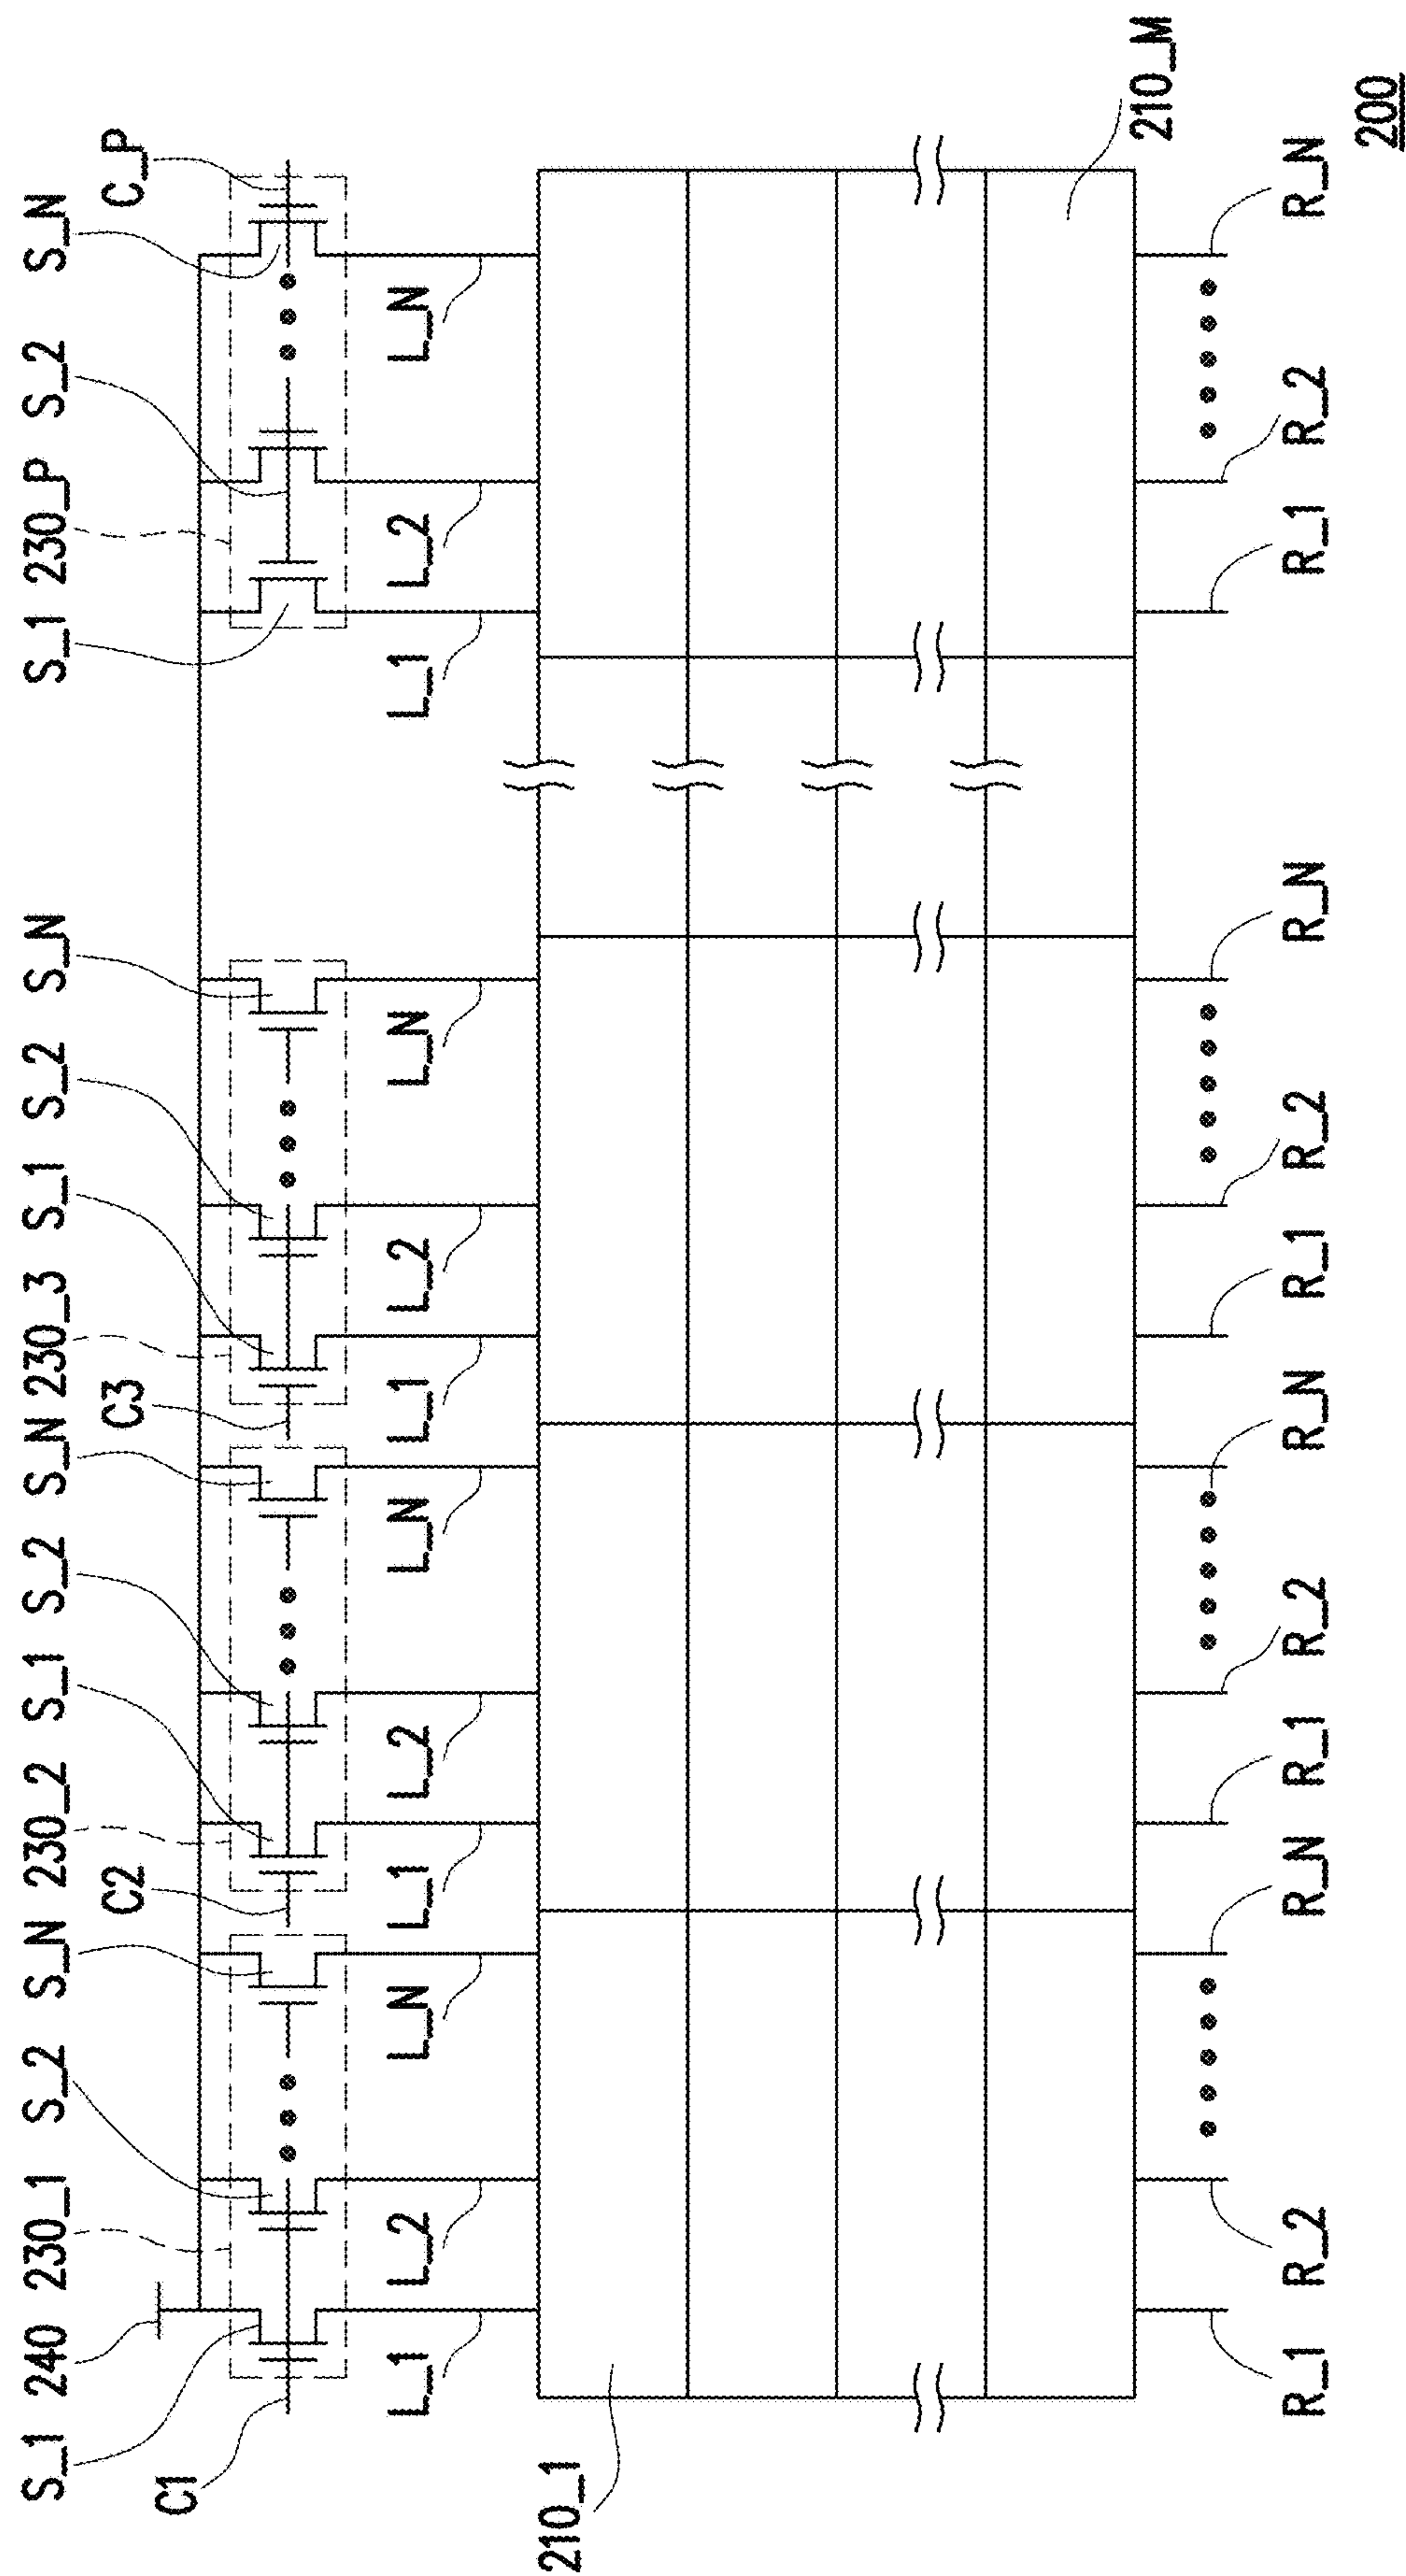 S_1 240 230_1 S_2 S_N 230_2 S_1 S_2 S_N 230_3 S_1 S_2 S_N S_1 230_P S_2 S_N
C2 C3 C_P
C1
L_1 L_2 L_N L_1 L_2 L_N L_1 L_2 L_N L_1 L_2 L_N
210_1
210_M
R_1 R_2 R_N R_1 R_2 R_N R_1 R_2 R_N R_1 R_2 R_N
200